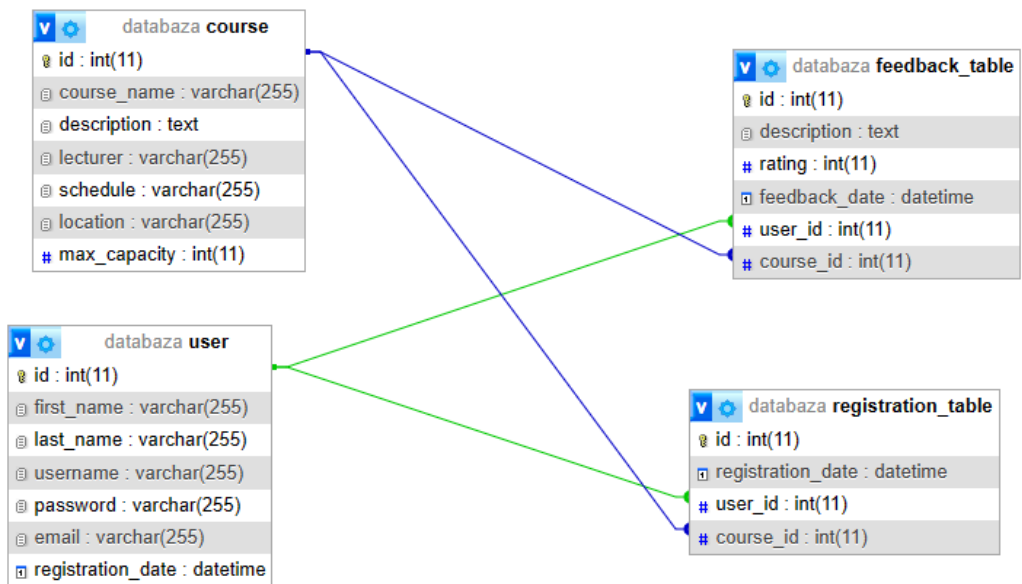 v databaza course
id : int(11)
course_name : varchar(255)
description : text
lecturer : varchar(255)
schedule : varchar(255)
location : varchar(255)
# max_capacity : int(11)
v databaza user
id : int(11)
first_name : varchar(255)
last_name : varchar(255)
username : varchar(255)
password : varchar(255)
email : varchar(255)
registration_date : datetime
v databaza feedback_table
id : int(11)
description : text
# rating : int(11)
feedback_date : datetime
# user_id : int(11)
# course_id : int(11)
v databaza registration_table
id : int(11)
registration_date : datetime
# user_id : int(11)
# course_id : int(11)